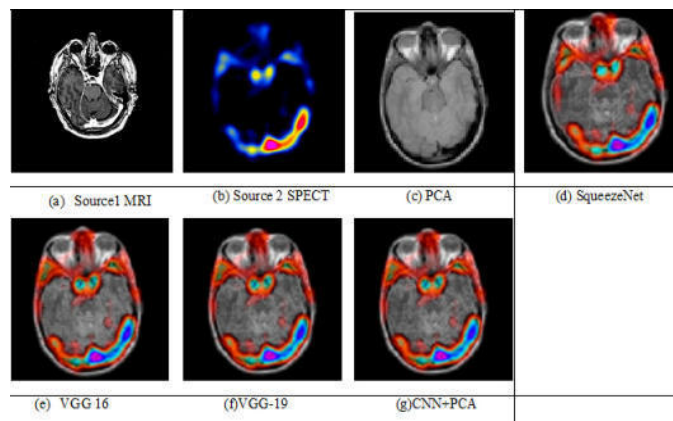 (a) Source1 MRI
(b) Source 2 SPECT
(c) PCA
(d) SqueezeNet
(e) VGG 16
(f)VGG-19
(g)CNN+PCA